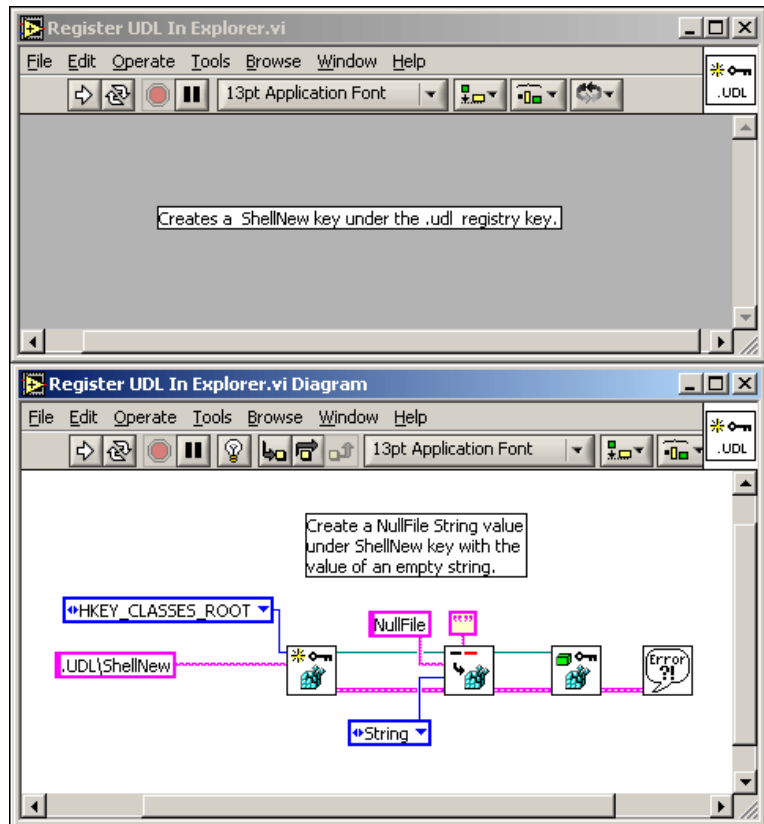 Register UDL In Explorer.vi
File Edit Operate Tools Browse Window Help
13pt Application Font
.UDL
Creates a ShellNew key under the .udl registry key.
Register UDL In Explorer.vi Diagram
File Edit Operate Tools Browse Window Help
13pt Application Font
.UDL
Create a NullFile String value
under ShellNew key with the
value of an empty string.
HKEY_CLASSES_ROOT
NullFile
""
.UDL\ShellNew
Error
?!
String